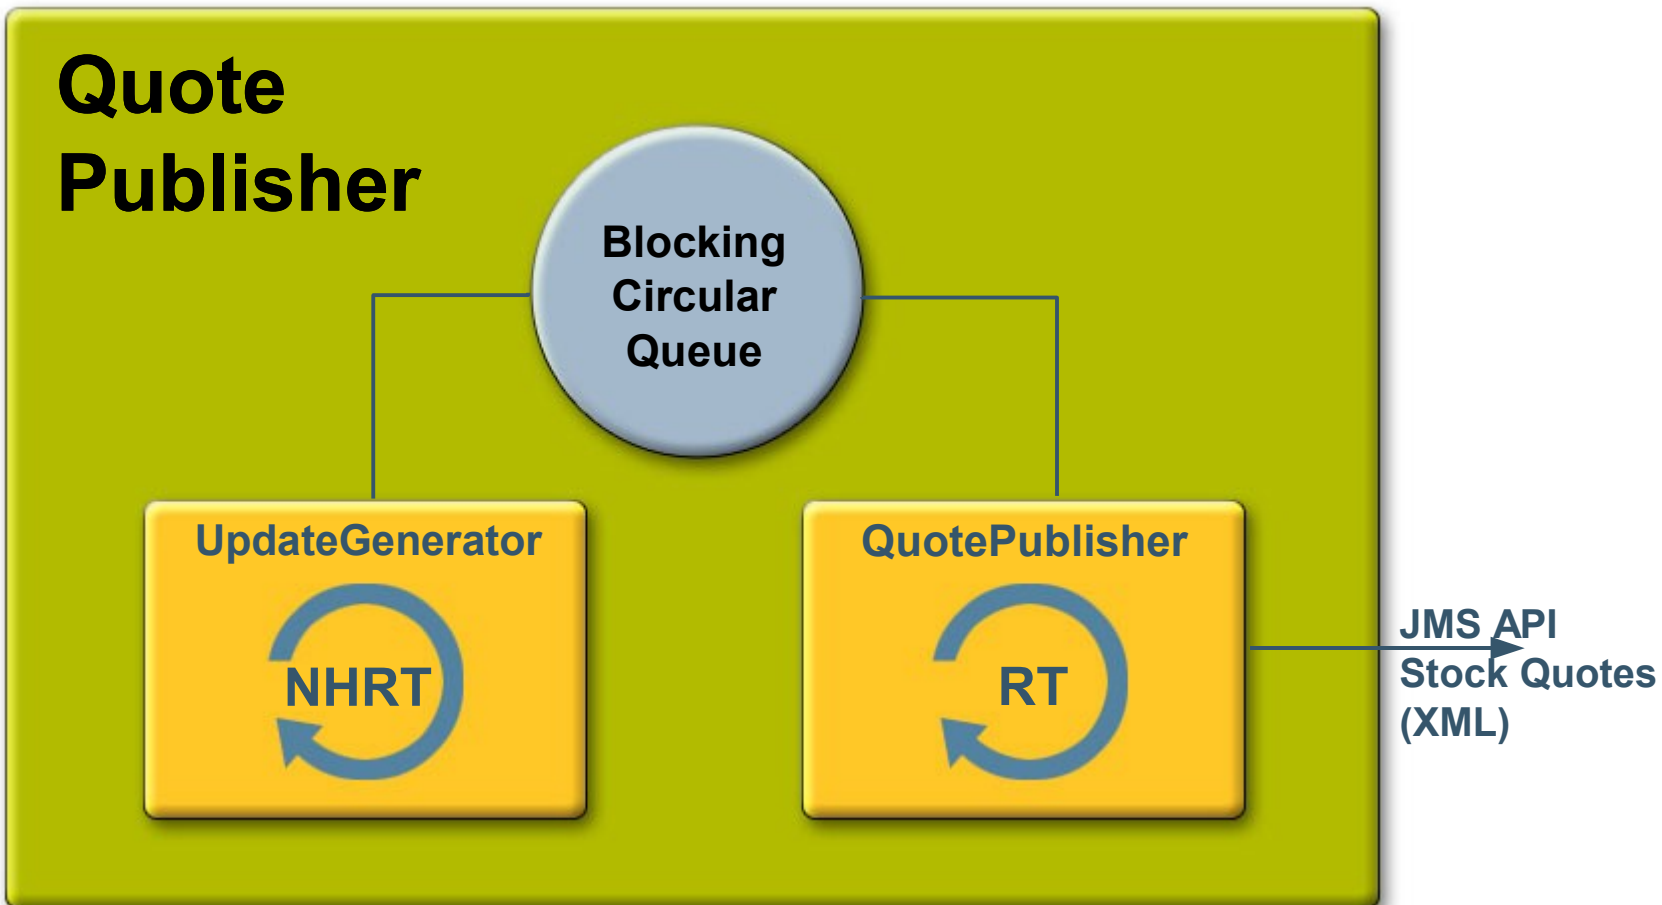 Quote
Publisher
Blocking
Circular
Queue
UpdateGenerator
NHRT
QuotePublisher
RT
JMS API
Stock Quotes
(XML)